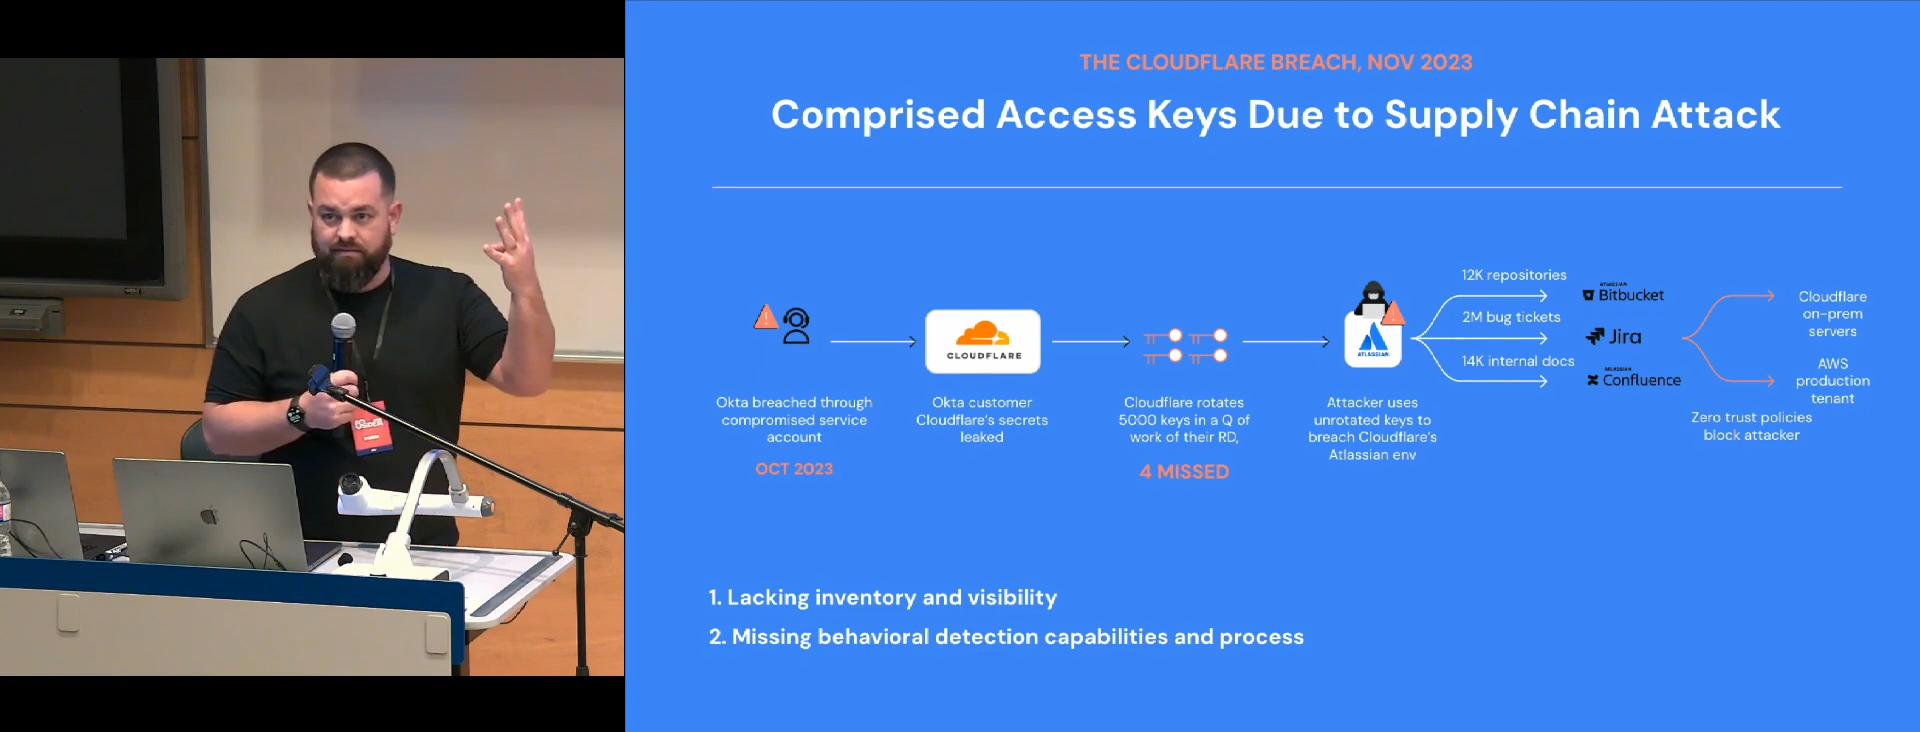 THE CLOUDFLARE BREACH, NOV 2023
Comprised Access Keys Due to Supply Chain Attack
Okta breached through
compromised service
account
OCT 2023
CLOUDFLARE
Okta customer
Cloudflare's secrets
leaked
Cloudflare rotates
5000 keys in a Q of
work of their RD,
4 MISSED
ATLASSIAN
Attacker uses
unrotated keys to
breach Cloudflare's
Atlassian env
12K repositories
2M bug tickets
14K internal docs
ATLASSIAN
Bitbucket
Jira
ATLASSIAN
Confluence
Cloudflare
on-prem
servers
AWS
production
tenant
Zero trust policies
block attacker
1. Lacking inventory and visibility
2. Missing behavioral detection capabilities and process